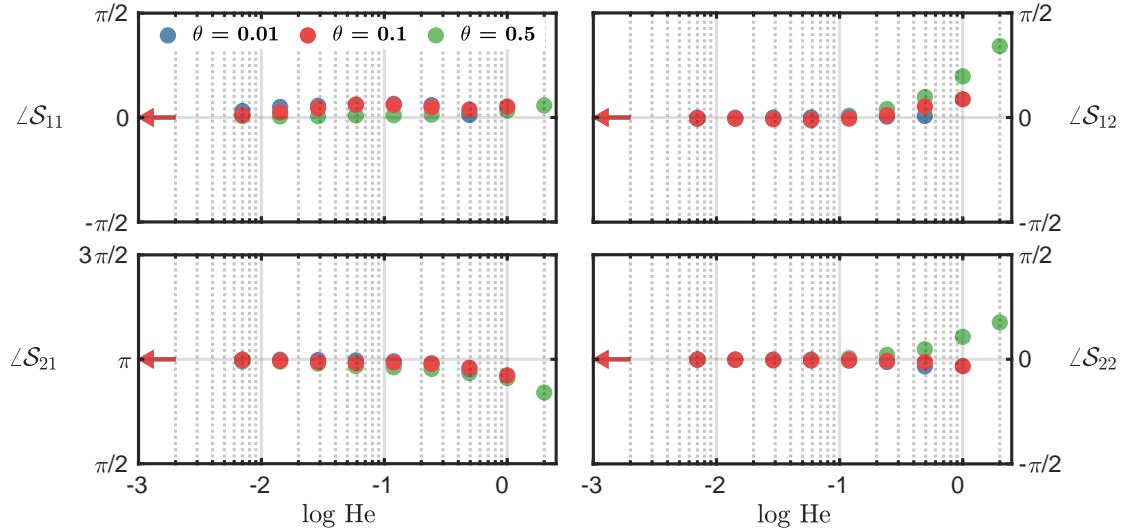 π/2
θ = 0.01 θ = 0.1 θ = 0.5
∠𝒮₁₁
0
-π/2
π/2
0
∠𝒮₁₂
-π/2
3π/2
∠𝒮₂₁
π
π/2
-3 -2 -1 0
log He
π/2
0
∠𝒮₂₂
-π/2
-3 -2 -1 0
log He